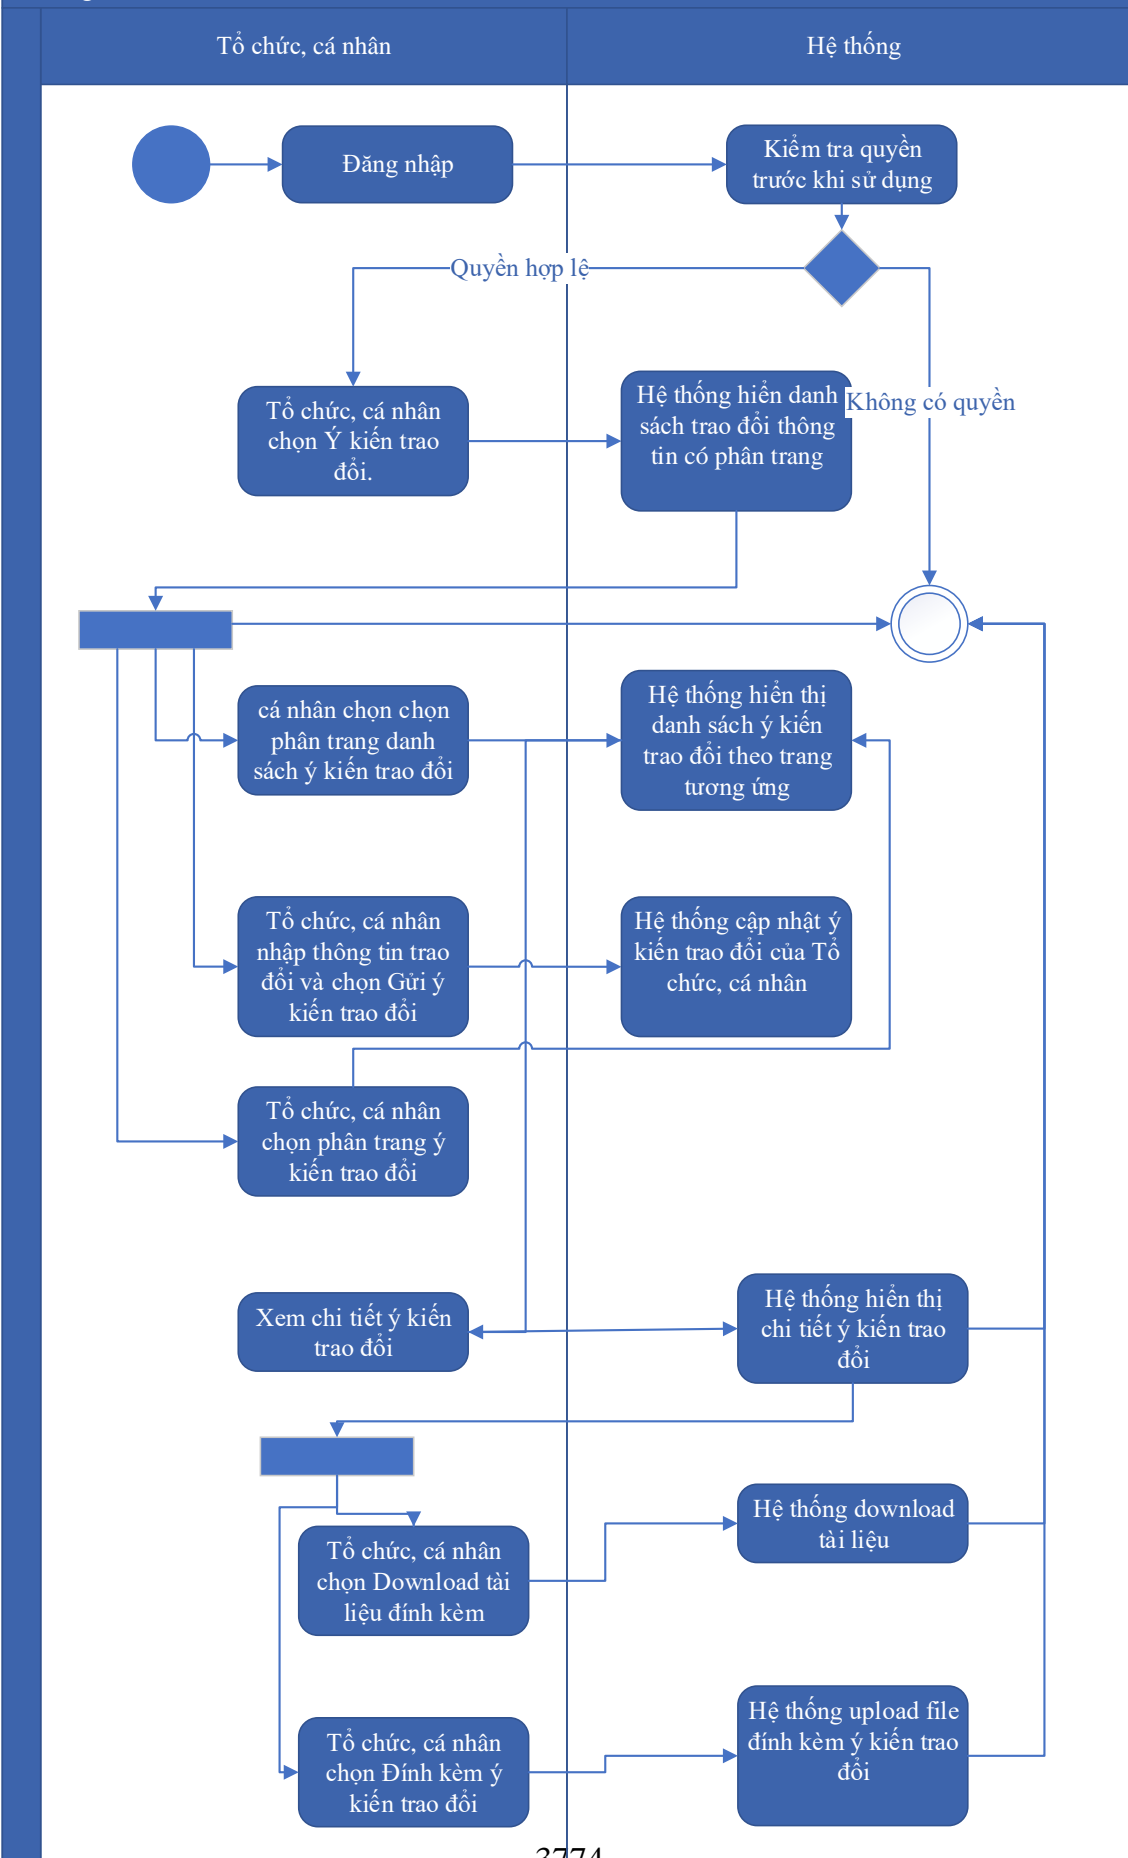 Tổ chức, cá nhân
Hệ thống
Đăng nhập
Kiểm tra quyền
trước khi sử dụng
Quyền hợp lệ
Không có quyền
Tổ chức, cá nhân
chọn Ý kiến trao
đổi.
Hệ thống hiển danh
sách trao đổi thông
tin có phân trang
cá nhân chọn chọn
phân trang danh
sách ý kiến trao đổi
Hệ thống hiển thị
danh sách ý kiến
trao đổi theo trang
tương ứng
Tổ chức, cá nhân
nhập thông tin trao
đổi và chọn Gửi ý
kiến trao đổi
Hệ thống cập nhật ý
kiến trao đổi của Tổ
chức, cá nhân
Tổ chức, cá nhân
chọn phân trang ý
kiến trao đổi
Xem chi tiết ý kiến
trao đổi
Hệ thống hiển thị
chi tiết ý kiến trao
đổi
Tổ chức, cá nhân
chọn Download tài
liệu đính kèm
Hệ thống download
tài liệu
Tổ chức, cá nhân
chọn Đính kèm ý
kiến trao đổi
Hệ thống upload file
đính kèm ý kiến trao
đổi